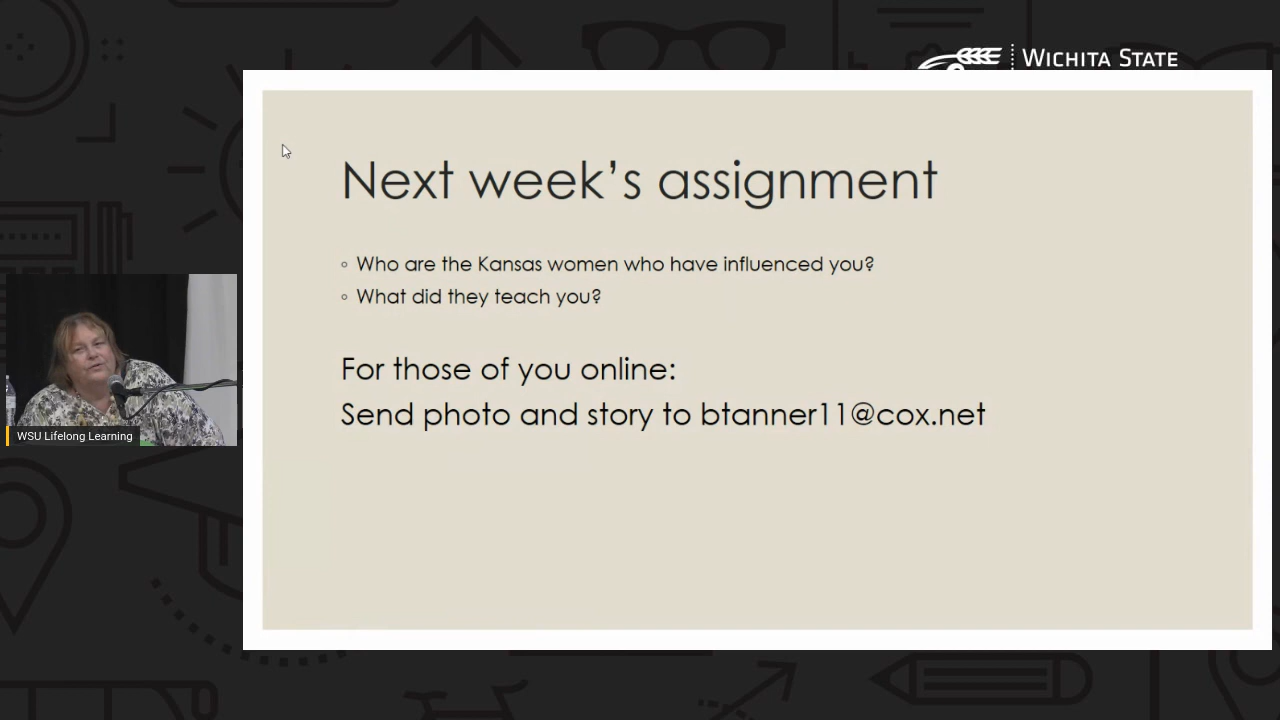 WICHITA STATE
Next week’s assignment
◦ Who are the Kansas women who have influenced you?
◦ What did they teach you?
For those of you online:
Send photo and story to btanner11@cox.net
WSU Lifelong Learning